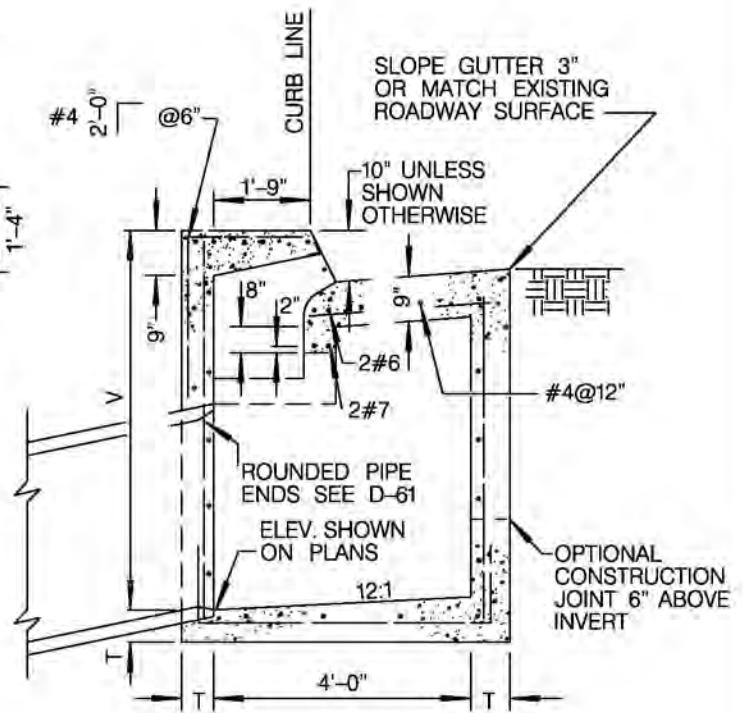 CURB LINE
SLOPE GUTTER 3"
OR MATCH EXISTING
ROADWAY SURFACE
#4
2'-0"
@6"
10" UNLESS
SHOWN
OTHERWISE
1'-9"
1'-4"
9"
8"
2"
9"
2#6
#4@12"
2#7
V
ROUNDED PIPE
ENDS SEE D-61
ELEV. SHOWN
ON PLANS
12:1
OPTIONAL
CONSTRUCTION
JOINT 6" ABOVE
INVERT
T
T
4'-0"
T